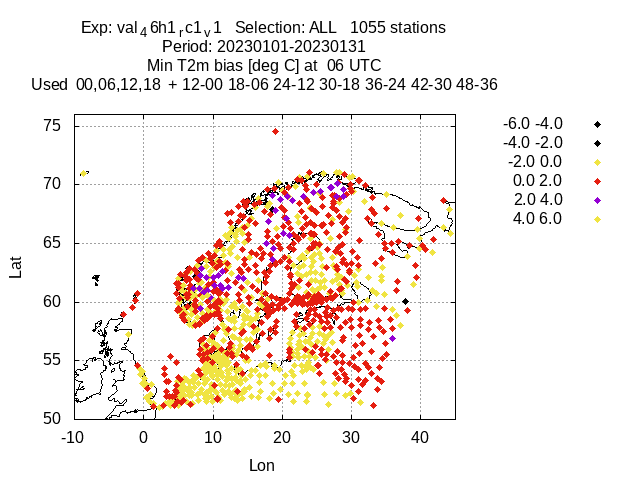 Exp: val₄6h1ᵣc1ᵥ1 Selection: ALL 1055 stations
Period: 20230101-20230131
Min T2m bias [deg C] at 06 UTC
Used 00,06,12,18 + 12-00 18-06 24-12 30-18 36-24 42-30 48-36
-6.0 -4.0
-4.0 -2.0
-2.0 0.0
0.0 2.0
2.0 4.0
4.0 6.0
75
70
65
60
55
50
Lat
-10 0 10 20 30 40
Lon